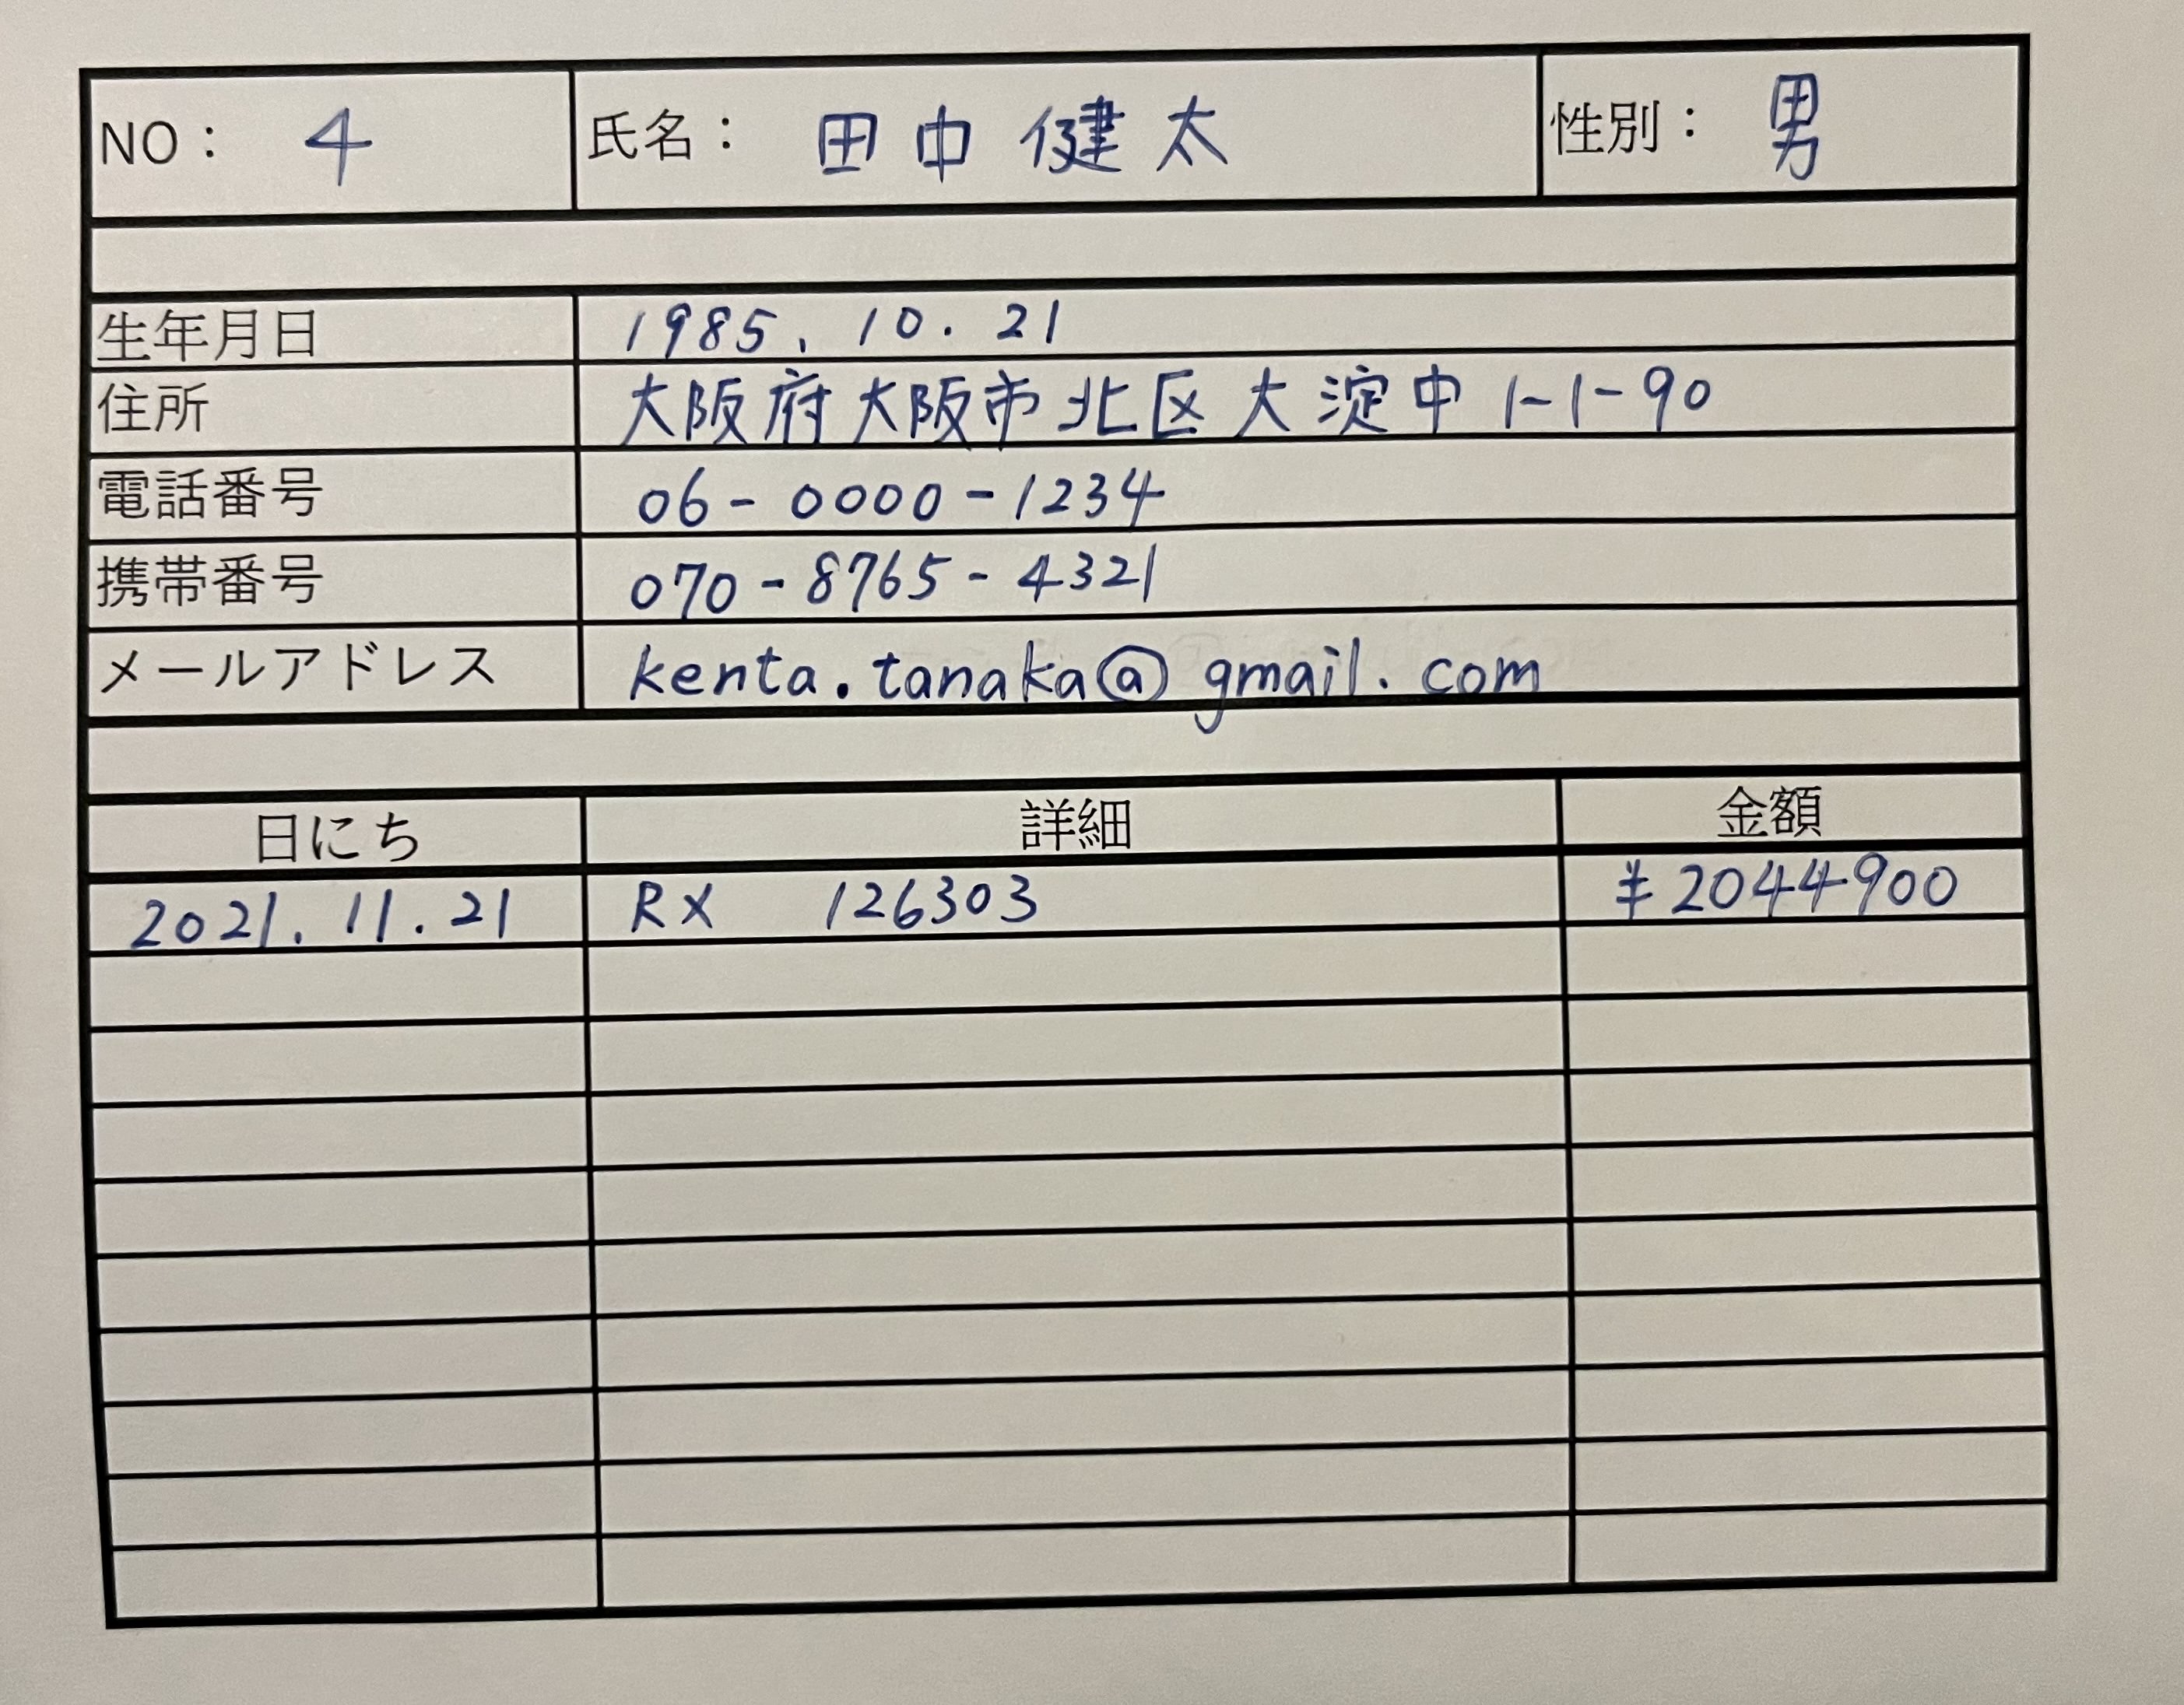 NO： 4 氏名： 田中健太 性別： 男
生年月日 1985. 10. 21
住所 大阪府大阪市北区大淀中1-1-90
電話番号 06-0000-1234
携帯番号 070-8765-4321
メールアドレス kenta.tanaka@gmail.com
日にち 詳細 金額
2021. 11. 21 RX 126303 ¥2044900